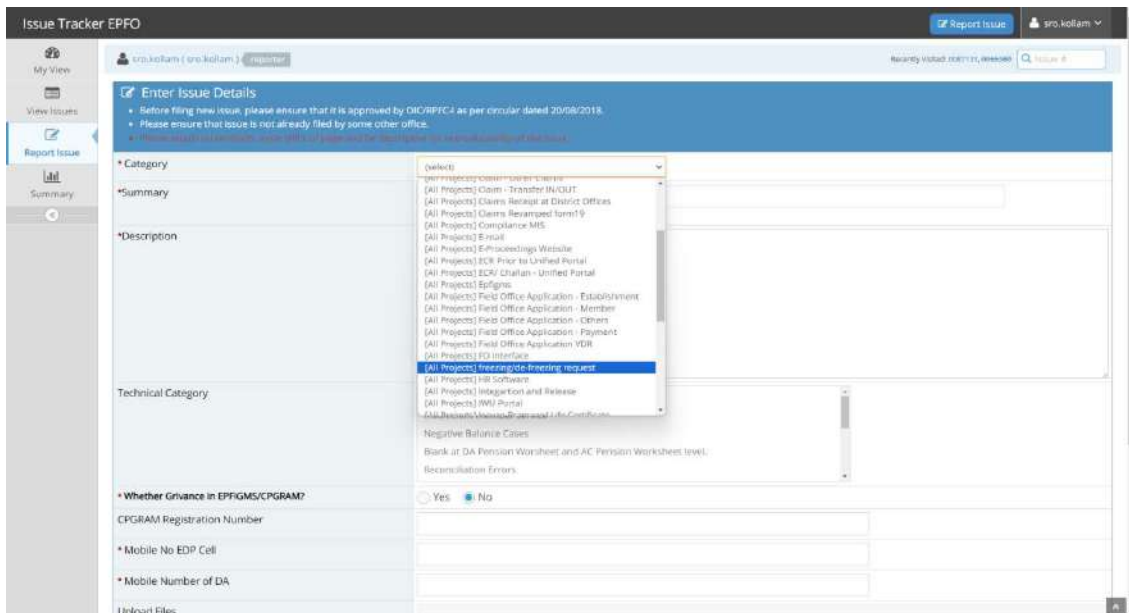 Issue Tracker EPFO
Report Issue
sro.kollam
My View
View Issues
Report Issue
Summary
sro.kollam ( sro.kollam ) reporter
Recently Visited:
Issue #
Enter Issue Details
Before filing new issue, please ensure that it is approved by OIC/RPFC-I as per circular dated 20/08/2018.
Please ensure that issue is not already filed by some other office.
* Category
(select)
[All Projects] Claim - Transfer IN/OUT
[All Projects] Claims Receipt at District Offices
[All Projects] Claims Revamped form19
[All Projects] Compliance MIS
[All Projects] E-mail
[All Projects] E-Proceedings Website
[All Projects] ECR Prior to Unified Portal
[All Projects] ECR/ Challan - Unified Portal
[All Projects] Epfigms
[All Projects] Field Office Application - Establishment
[All Projects] Field Office Application - Member
[All Projects] Field Office Application - Others
[All Projects] Field Office Application - Payment
[All Projects] Field Office Application VDR
[All Projects] FO Interface
[All Projects] freezing/de-freezing request
[All Projects] HR Software
[All Projects] Integartion and Release
[All Projects] IWU Portal
*Summary
*Description
Technical Category
Negative Balance Cases
Blank at DA Pension Worsheet and AC Pension Worksheet level.
Reconciliation Errors
* Whether Grivance in EPFiGMS/CPGRAM?
Yes No
CPGRAM Registration Number
* Mobile No EDP Cell
* Mobile Number of DA
Upload Files